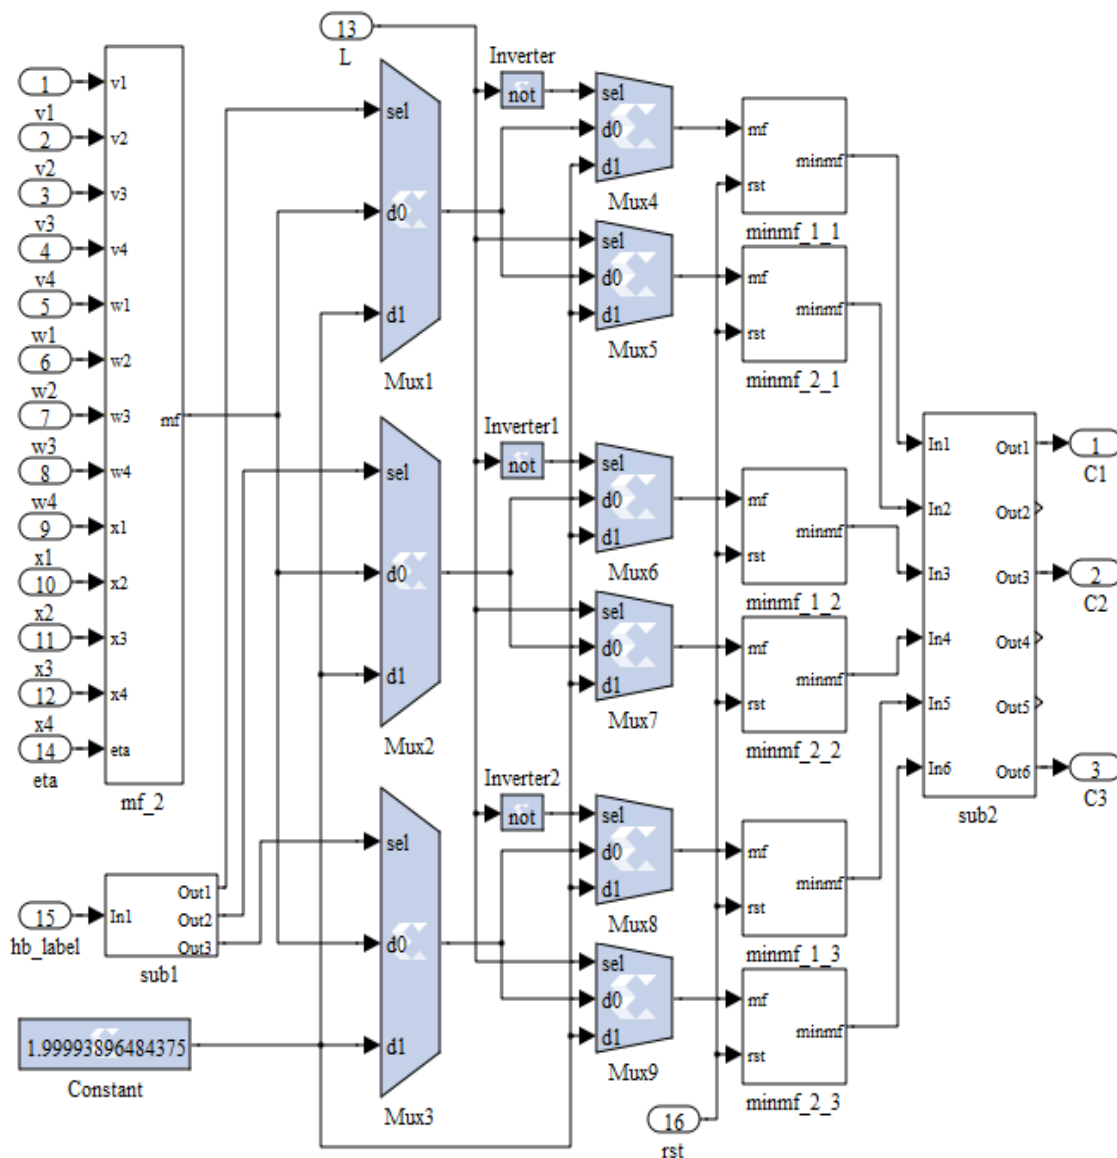 13
L
Inverter
not
1
v1
v1
2
v2
v2
3
v3
v3
4
v4
v4
5
w1
w1
6
w2
w2
7
w3
w3
8
w4
w4
9
x1
x1
10
x2
x2
11
x3
x3
12
x4
x4
14
eta
eta
mf
mf_2
15
hb_label
In1
Out1
Out2
Out3
sub1
1.99993896484375
Constant
sel
d0
d1
Mux1
sel
d0
d1
Mux2
sel
d0
d1
Mux3
sel
d0
d1
Mux4
sel
d0
d1
Mux5
Inverter1
not
sel
d0
d1
Mux6
sel
d0
d1
Mux7
Inverter2
not
sel
d0
d1
Mux8
sel
d0
d1
Mux9
16
rst
mf
rst
minmf
minmf_1_1
mf
rst
minmf
minmf_2_1
mf
rst
minmf
minmf_1_2
mf
rst
minmf
minmf_2_2
mf
rst
minmf
minmf_1_3
mf
rst
minmf
minmf_2_3
In1
In2
In3
In4
In5
In6
Out1
Out2
Out3
Out4
Out5
Out6
sub2
1
C1
2
C2
3
C3